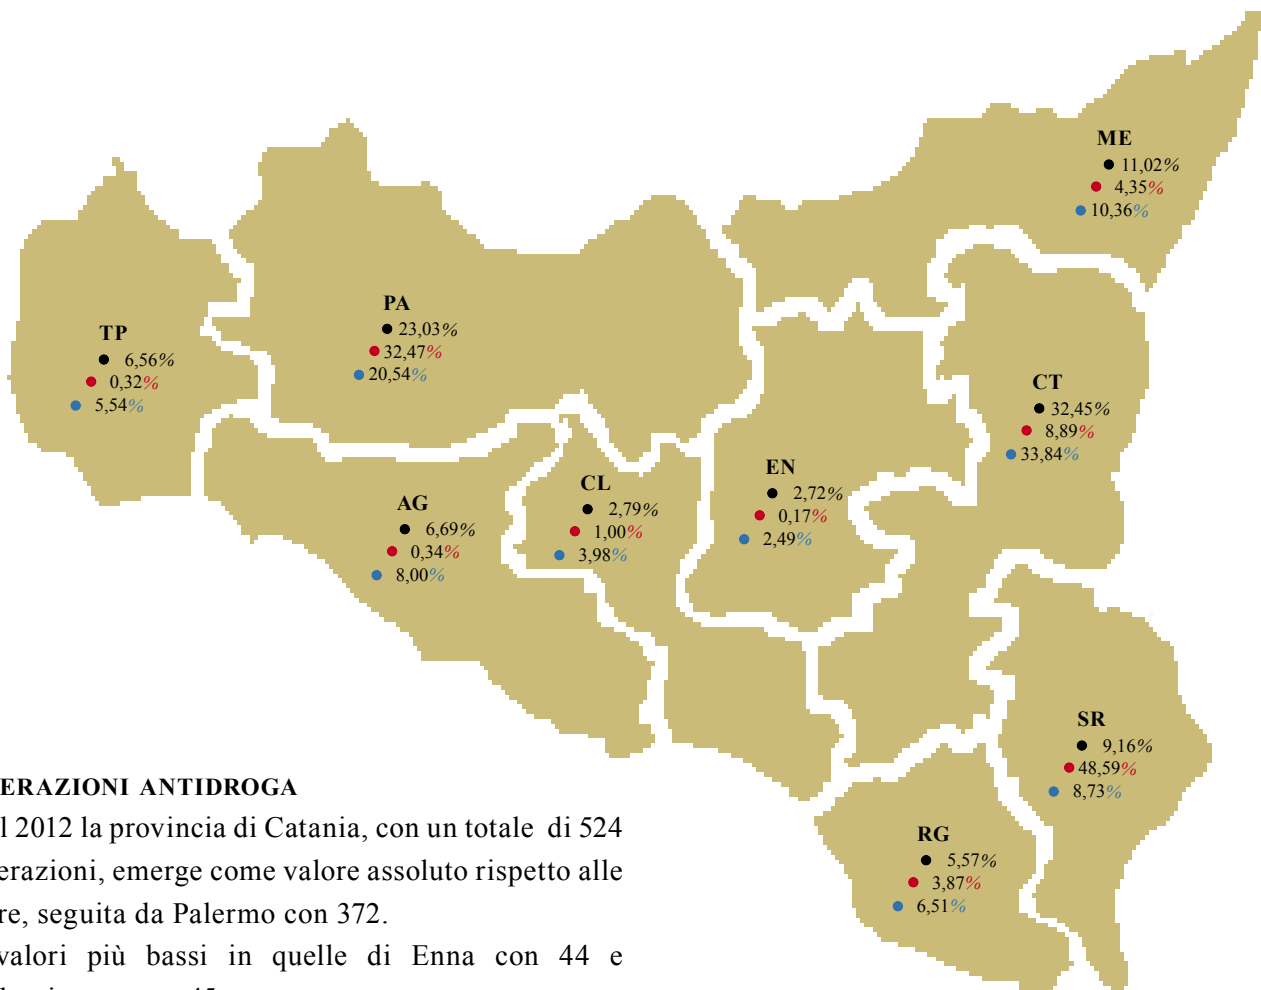 ME
11,02%
4,35%
10,36%
PA
23,03%
32,47%
20,54%
TP
6,56%
0,32%
5,54%
CT
32,45%
8,89%
33,84%
EN
2,72%
0,17%
2,49%
CL
2,79%
1,00%
3,98%
AG
6,69%
0,34%
8,00%
SR
9,16%
48,59%
8,73%
RG
5,57%
3,87%
6,51%
ERAZIONI ANTIDROGA
l 2012 la provincia di Catania, con un totale di 524
erazioni, emerge come valore assoluto rispetto alle
re, seguita da Palermo con 372.
valori più bassi in quelle di Enna con 44 e